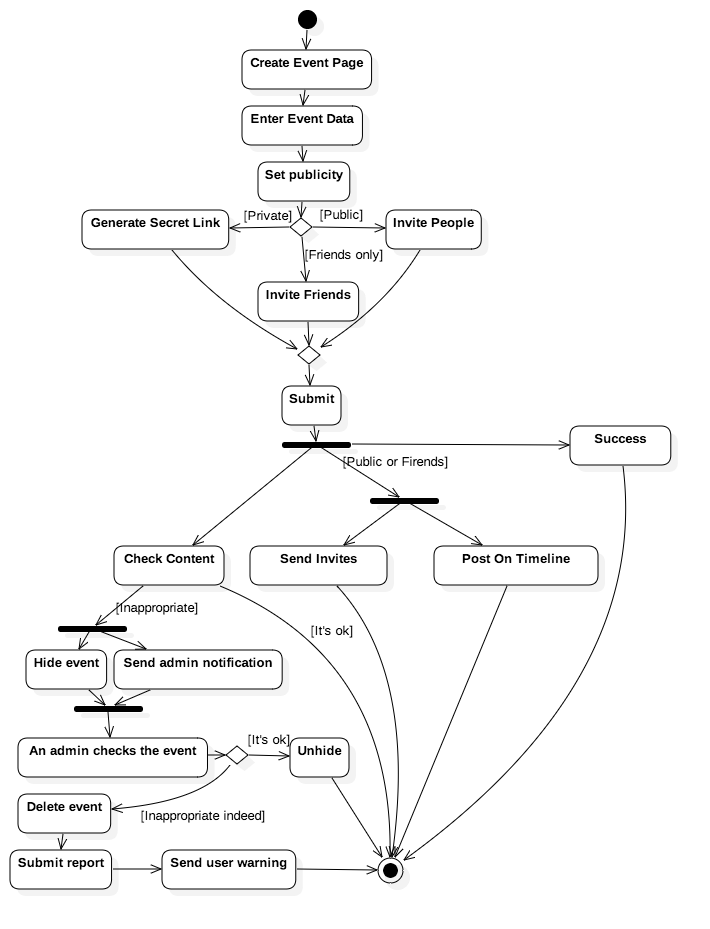 Create Event Page
Enter Event Data
Set publicity
[Private]
[Public]
Generate Secret Link
Invite People
[Friends only]
Invite Friends
Submit
Success
[Public or Firends]
Check Content
Send Invites
Post On Timeline
[Inappropriate]
[It's ok]
Hide event
Send admin notification
An admin checks the event
[It's ok]
Unhide
Delete event
[Inappropriate indeed]
Submit report
Send user warning